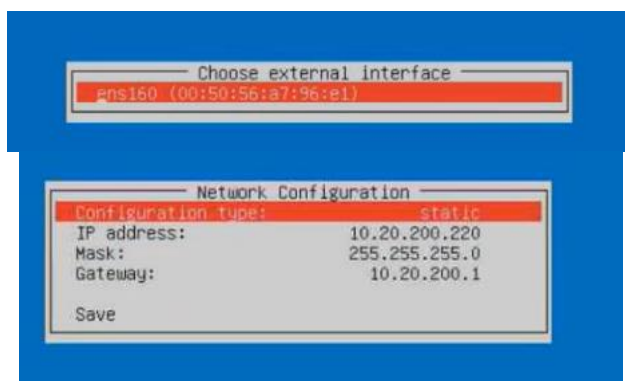 Choose external interface
ens160 (00:50:56:a7:96:e1)
Network Configuration
Configuration type: static
IP address: 10.20.200.220
Mask: 255.255.255.0
Gateway: 10.20.200.1
Save